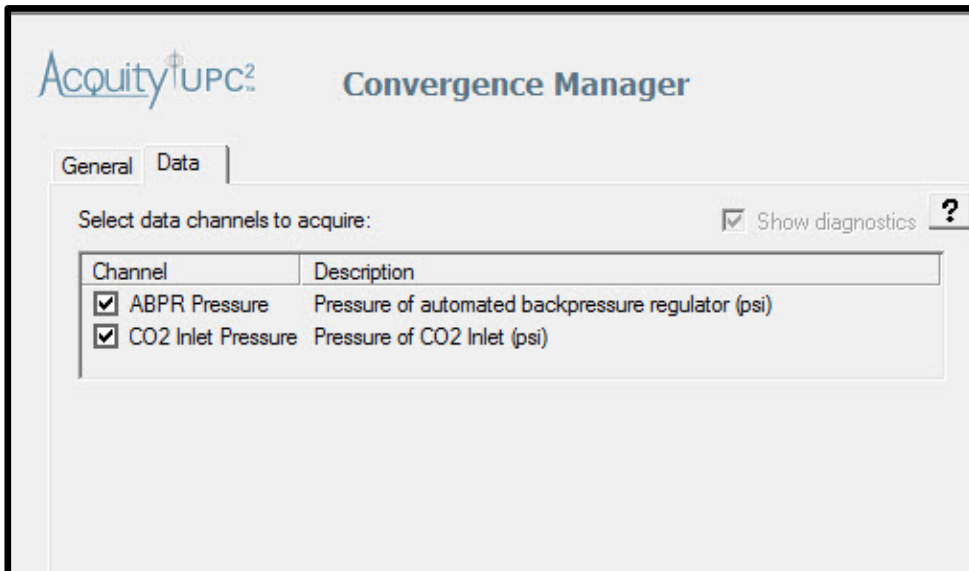 Acquity UPC2 Convergence Manager
General Data
Select data channels to acquire: Show diagnostics ?
Channel Description
ABPR Pressure Pressure of automated backpressure regulator (psi)
CO2 Inlet Pressure Pressure of CO2 Inlet (psi)